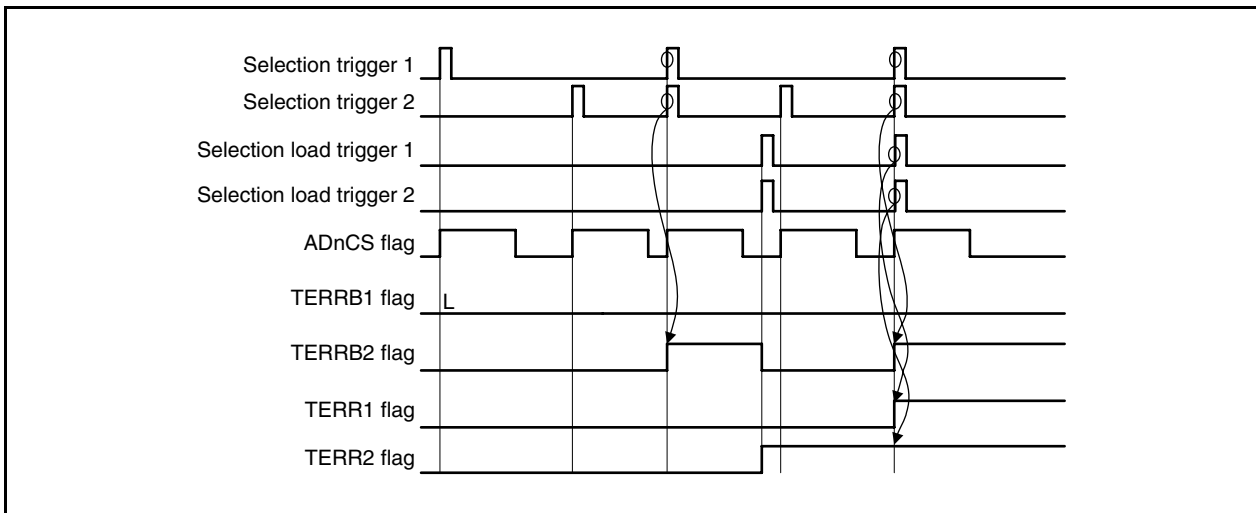 Selection trigger 1
Selection trigger 2
Selection load trigger 1
Selection load trigger 2
ADnCS flag
TERRB1 flag
L
TERRB2 flag
TERR1 flag
TERR2 flag